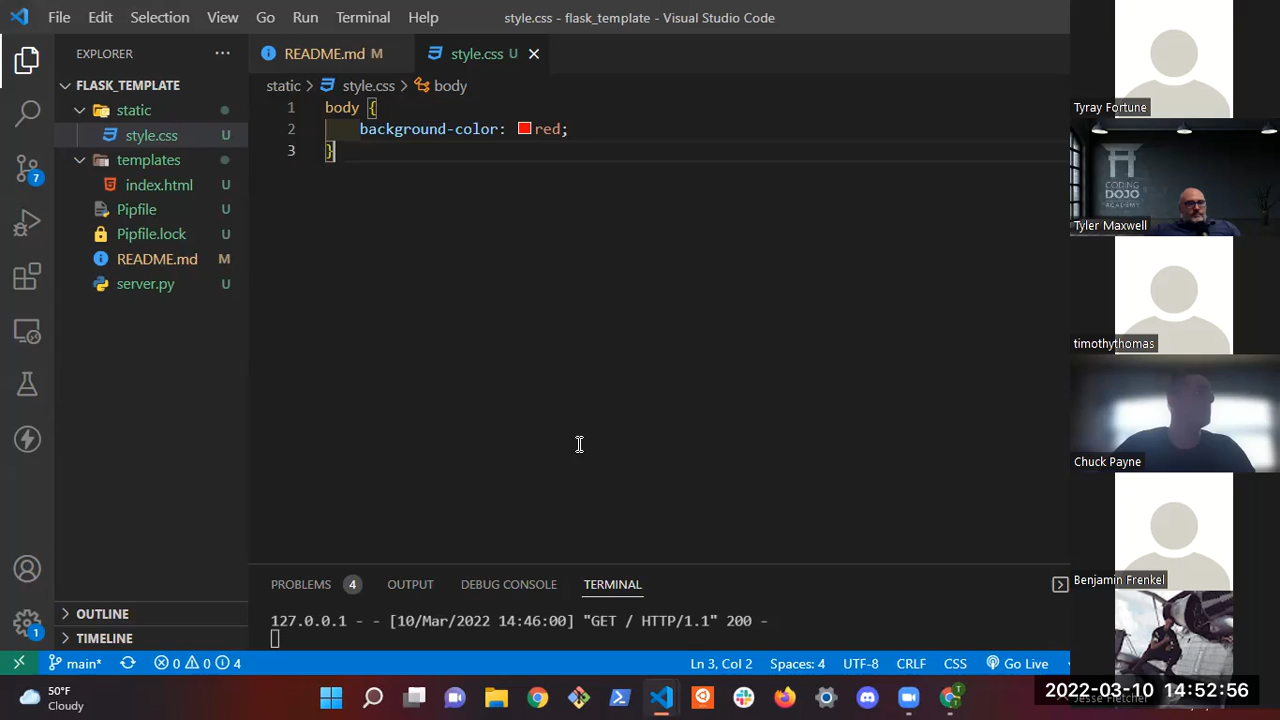 File Edit Selection View Go Run Terminal Help
style.css - flask_template - Visual Studio Code
EXPLORER
FLASK_TEMPLATE
static
style.css U
templates
index.html U
Pipfile U
Pipfile.lock U
README.md M
server.py U
OUTLINE
TIMELINE
7
1
README.md M
style.css U
static > style.css > body
1 body {
2 background-color: red;
3 }
PROBLEMS 4 OUTPUT DEBUG CONSOLE TERMINAL
127.0.0.1 - - [10/Mar/2022 14:46:00] "GET / HTTP/1.1" 200 -
main* 0 0 4 Ln 3, Col 2 Spaces: 4 UTF-8 CRLF CSS Go Live
50°F
Cloudy
Tyray Fortune
CODING
DOJO
ACADEMY
Tyler Maxwell
timothythomas
Chuck Payne
Benjamin Frenkel
Jesse Fletcher
2022-03-10 14:52:56